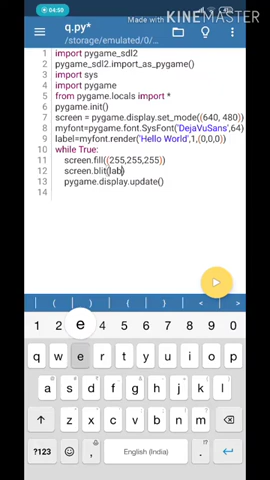 04:50
Made with
KINEMASTER
q.py*
/storage/emulated/0/...
1 import pygame_sdl2
2 pygame_sdl2.import_as_pygame()
3 import sys
4 import pygame
5 from pygame.locals import *
6 pygame.init()
7 screen = pygame.display.set_mode((640, 480))
8 myfont=pygame.font.SysFont('DejaVuSans',64)
9 label=myfont.render('Hello World',1,(0,0,0))
10 while True:
11 screen.fill((255,255,255))
12 screen.blit(lab)
13 pygame.display.update()
14
( ) { } [ ] < >
1 2 e 4 5 6 7 8 9 0
q w e r t y u i o p
a s d f g h j k l
z x c v b n m
?123 , English (India) . !?